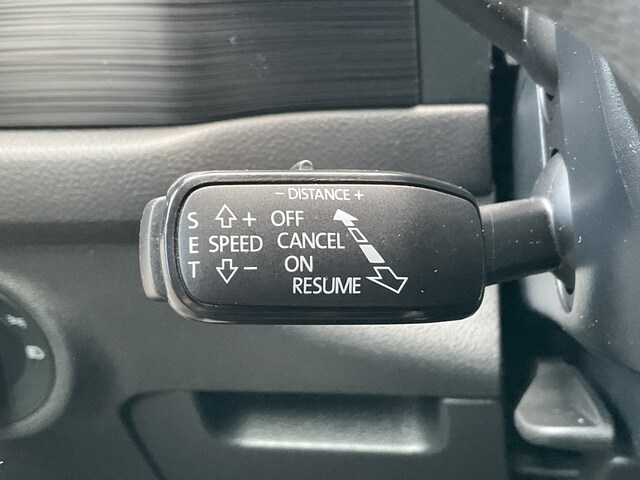 – DISTANCE +
S + OFF
E SPEED CANCEL
T – ON
RESUME